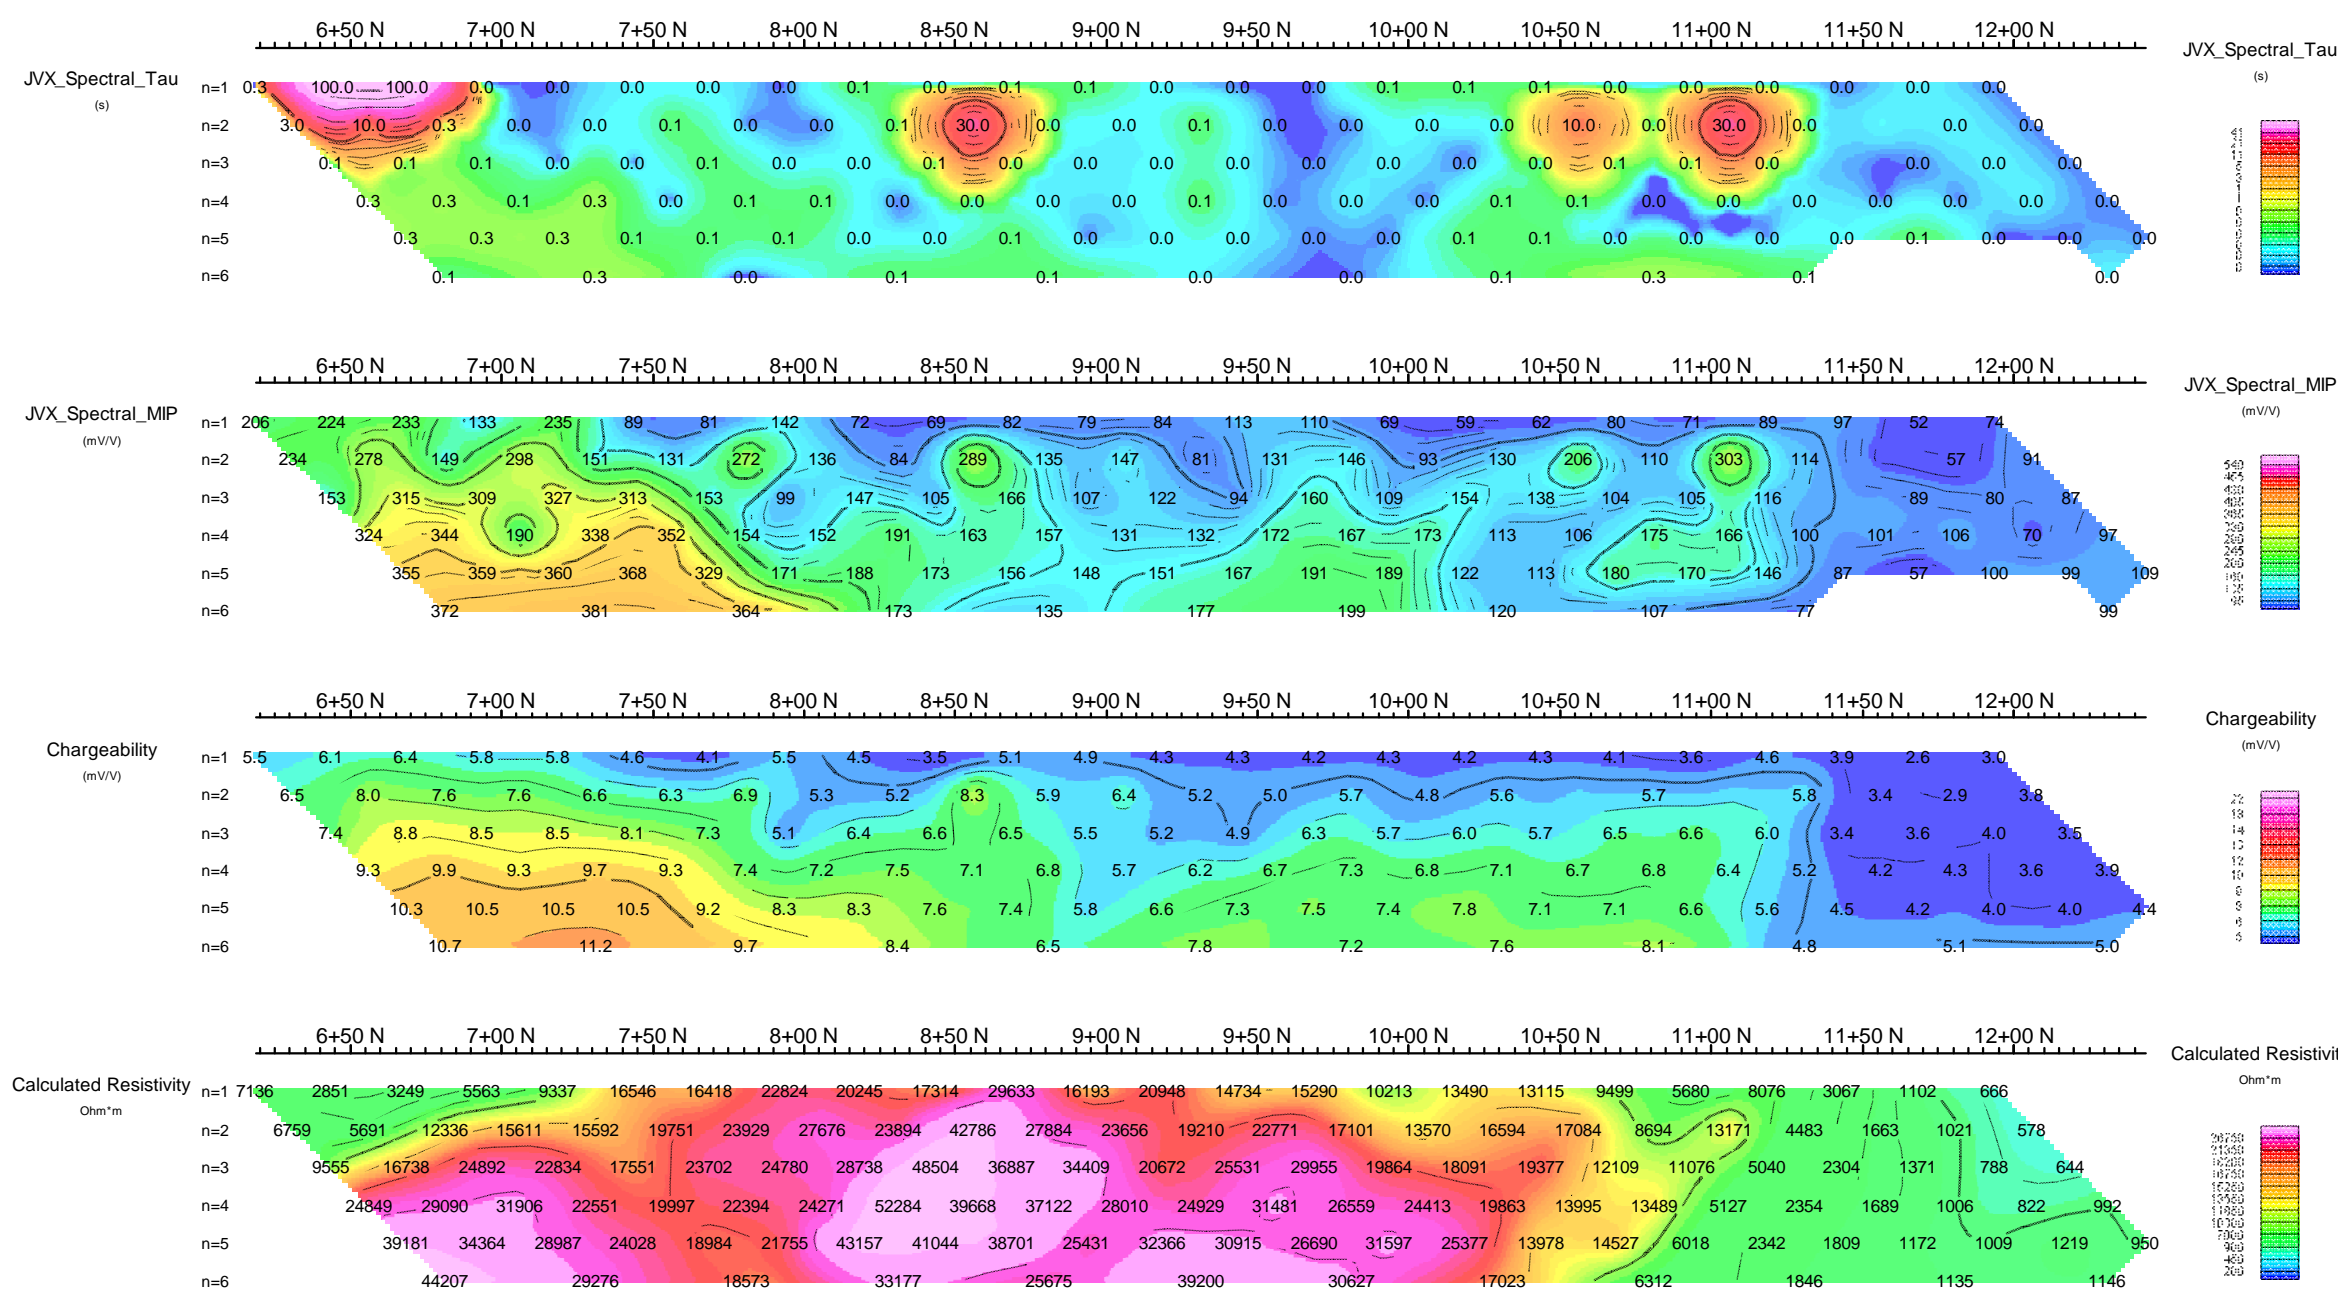 6+50 N 7+00 N 7+50 N 8+00 N 8+50 N 9+00 N 9+50 N 10+00 N 10+50 N 11+00 N 11+50 N 12+00 N
JVX_Spectral_Tau
(s)
JVX_Spectral_Tau
(s)
n=1 0.3 100.0 100.0 0.0 0.0 0.0 0.0 0.0 0.1 0.0 0.1 0.1 0.0 0.0 0.0 0.1 0.1 0.1 0.0 0.0 0.0 0.0 0.0 0.0
n=2 3.0 10.0 0.3 0.0 0.0 0.1 0.0 0.0 0.1 30.0 0.0 0.0 0.1 0.0 0.0 0.0 0.0 10.0 0.0 30.0 0.0 0.0 0.0
n=3 0.1 0.1 0.1 0.0 0.0 0.1 0.0 0.0 0.1 0.0 0.0 0.0 0.0 0.0 0.0 0.0 0.0 0.1 0.1 0.0 0.0 0.0 0.0
n=4 0.3 0.3 0.1 0.3 0.0 0.1 0.1 0.0 0.0 0.0 0.0 0.1 0.0 0.0 0.0 0.1 0.1 0.0 0.0 0.0 0.0 0.0 0.0 0.0
n=5 0.3 0.3 0.3 0.1 0.1 0.1 0.0 0.0 0.1 0.0 0.0 0.0 0.0 0.0 0.1 0.1 0.0 0.0 0.0 0.0 0.1 0.0 0.0 0.0
n=6 0.1 0.3 0.0 0.1 0.1 0.0 0.0 0.1 0.3 0.1 0.0
6+50 N 7+00 N 7+50 N 8+00 N 8+50 N 9+00 N 9+50 N 10+00 N 10+50 N 11+00 N 11+50 N 12+00 N
JVX_Spectral_MIP
(mV/V)
JVX_Spectral_MIP
(mV/V)
n=1 206 224 233 133 235 89 81 142 72 69 82 79 84 113 110 69 59 62 80 71 89 97 52 74
n=2 234 278 149 298 151 131 272 136 84 289 135 147 81 131 146 93 130 206 110 303 114 57 91
n=3 153 315 309 327 313 153 99 147 105 166 107 122 94 160 109 154 138 104 105 116 89 80 87
n=4 324 344 190 338 352 154 152 191 163 157 131 132 172 167 173 113 106 175 166 100 101 106 70 97
n=5 355 359 360 368 329 171 188 173 156 148 151 167 191 189 122 113 180 170 146 87 57 100 99 109
n=6 372 381 364 173 135 177 199 120 107 77 99
6+50 N 7+00 N 7+50 N 8+00 N 8+50 N 9+00 N 9+50 N 10+00 N 10+50 N 11+00 N 11+50 N 12+00 N
Chargeability
(mV/V)
Chargeability
(mV/V)
n=1 5.5 6.1 6.4 5.8 5.8 4.6 4.1 5.5 4.5 3.5 5.1 4.9 4.3 4.3 4.2 4.3 4.2 4.3 4.1 3.6 4.6 3.9 2.6 3.0
n=2 6.5 8.0 7.6 7.6 6.6 6.3 6.9 5.3 5.2 8.3 5.9 6.4 5.2 5.0 5.7 4.8 5.6 5.7 5.8 3.4 2.9 3.8
n=3 7.4 8.8 8.5 8.5 8.1 7.3 5.1 6.4 6.6 6.5 5.5 5.2 4.9 6.3 5.7 6.0 5.7 6.5 6.6 6.0 3.4 3.6 4.0 3.5
n=4 9.3 9.9 9.3 9.7 9.3 7.4 7.2 7.5 7.1 6.8 5.7 6.2 6.7 7.3 6.8 7.1 6.7 6.8 6.4 5.2 4.2 4.3 3.6 3.9
n=5 10.3 10.5 10.5 10.5 9.2 8.3 8.3 7.6 7.4 5.8 6.6 7.3 7.5 7.4 7.8 7.1 7.1 6.6 5.6 4.5 4.2 4.0 4.0 4.4
n=6 10.7 11.2 9.7 8.4 6.5 7.8 7.2 7.6 8.1 4.8 5.1 5.0
6+50 N 7+00 N 7+50 N 8+00 N 8+50 N 9+00 N 9+50 N 10+00 N 10+50 N 11+00 N 11+50 N 12+00 N
Calculated Resistivity
Ohm*m
Calculated Resistivit
Ohm*m
n=1 7136 2851 3249 5563 9337 16546 16418 22824 20245 17314 29633 16193 20948 14734 15290 10213 13490 13115 9499 5680 8076 3067 1102 666
n=2 6759 5691 12336 15611 15592 19751 23929 27676 23894 42786 27884 23656 19210 22771 17101 13570 16594 17084 8694 13171 4483 1663 1021 578
n=3 9555 16738 24892 22834 17551 23702 24780 28738 48504 36887 34409 20672 25531 29955 19864 18091 19377 12109 11076 5040 2304 1371 788 644
n=4 24849 29090 31906 22551 19997 22394 24271 52284 39668 37122 28010 24929 31481 26559 24413 19863 13995 13489 5127 2354 1689 1006 822 992
n=5 39181 34364 28987 24028 18984 21755 43157 41044 38701 25431 32366 30915 26690 31597 25377 13978 14527 6018 2342 1809 1172 1009 1219 950
n=6 44207 29276 18573 33177 25675 39200 30627 17023 6312 1846 1135 1146